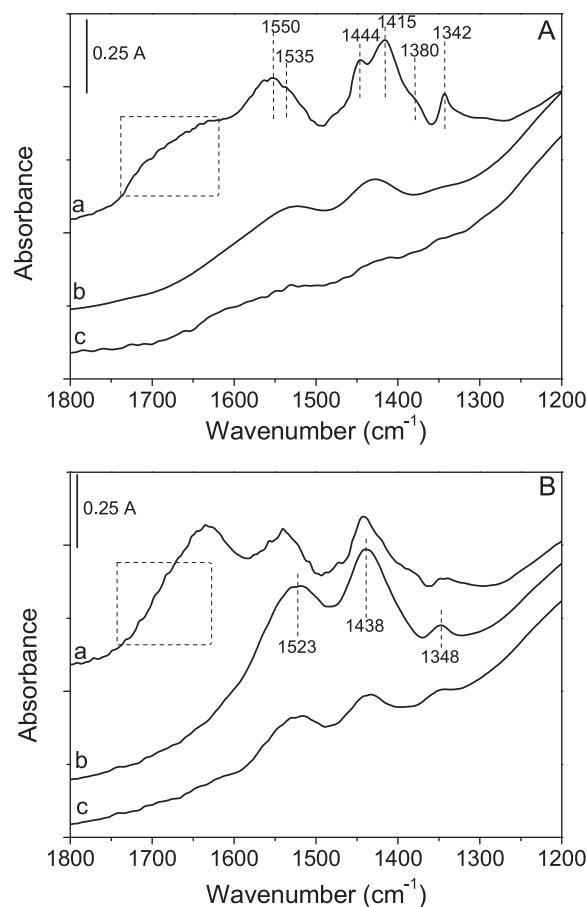 A
0.25 A
1550
1535
1444
1415
1380
1342
a
b
c
Absorbance
1800 1700 1600 1500 1400 1300 1200
Wavenumber (cm⁻¹)
B
0.25 A
a
b
c
1523
1438
1348
Absorbance
1800 1700 1600 1500 1400 1300 1200
Wavenumber (cm⁻¹)